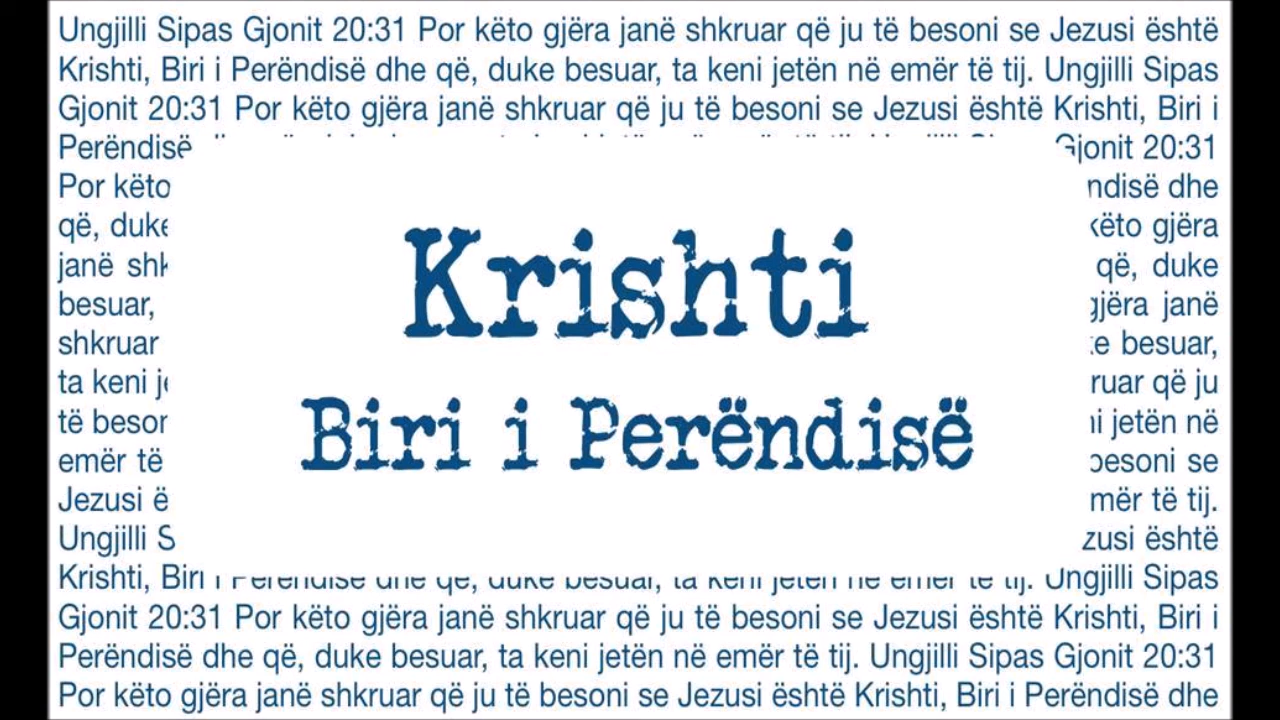 Ungjilli Sipas Gjonit 20:31 Por këto gjëra janë shkruar që ju të besoni se Jezusi është
Krishti, Biri i Perëndisë dhe që, duke besuar, ta keni jetën në emër të tij. Ungjilli Sipas
Gjonit 20:31 Por këto gjëra janë shkruar që ju të besoni se Jezusi është Krishti, Biri i
Perëndisë Gjonit 20:31
Por këto dhe
që, gjëra
janë që, duke
besuar, janë
shkruar besuar,
ta keni që ju
të jetën në
Krishti
Biri i Perëndisë
emër të se
Jezusi të tij.
Ungjilli është
Krishti, Biri i Perëndisë dhe që, duke besuar, ta keni jetën në emër të tij. Ungjilli Sipas
Gjonit 20:31 Por këto gjëra janë shkruar që ju të besoni se Jezusi është Krishti, Biri i
Perëndisë dhe që, duke besuar, ta keni jetën në emër të tij. Ungjilli Sipas Gjonit 20:31
Por këto gjëra janë shkruar që ju të besoni se Jezusi është Krishti, Biri i Perëndisë dhe